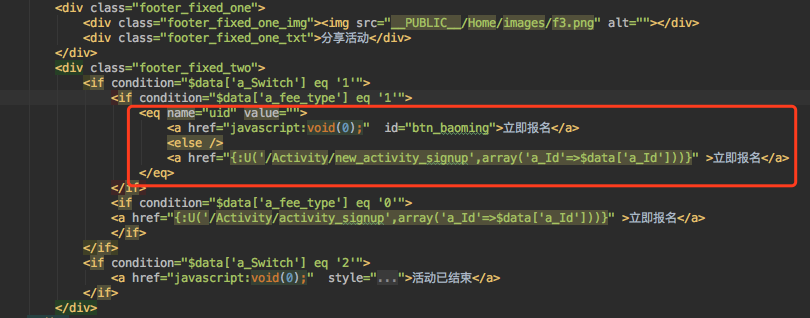 <div class="footer_fixed_one">
<div class="footer_fixed_one_img"><img src="__PUBLIC__/Home/images/f3.png" alt=""></div>
<div class="footer_fixed_one_txt">分享活动</div>
</div>
<div class="footer_fixed_two">
<if condition="$data['a_Switch'] eq '1'">
<if condition="$data['a_fee_type'] eq '1'">
<eq name="uid" value="">
<a href="javascript:void(0);"  id="btn_baoming">立即报名</a>
<else />
<a href="{:U('/Activity/new_activity_signup',array('a_Id'=>$data['a_Id']))}" >立即报名</a>
</eq>
</if>
<if condition="$data['a_fee_type'] eq '0'">
<a href="{:U('/Activity/activity_signup',array('a_Id'=>$data['a_Id']))}" >立即报名</a>
</if>
</if>
<if condition="$data['a_Switch'] eq '2'">
<a href="javascript:void(0);"  style="...">活动已结束</a>
</if>
</div>